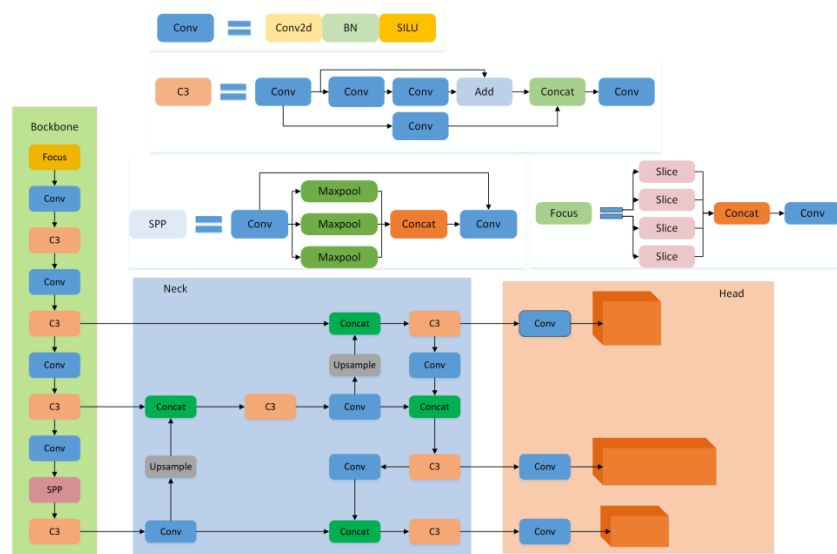 Conv = Conv2d BN SILU
C3 = Conv Conv Conv Add Concat Conv
Conv
Bockbone
Focus
Conv
C3
Conv
C3
Conv
C3
Conv
SPP
C3
SPP = Conv Maxpool Maxpool Maxpool Concat Conv
Focus = Slice Slice Slice Slice Concat Conv
Neck
Concat C3
Upsample Conv
Concat C3 Conv Concat
Upsample Conv C3
Conv Concat C3
Head
Conv
Conv
Conv